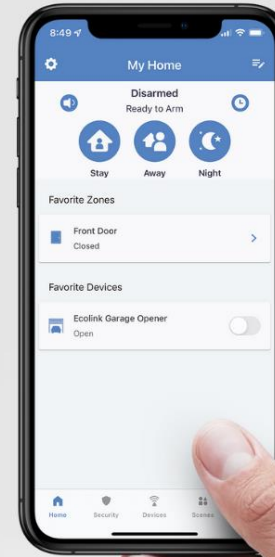 8:49
My Home
Disarmed
Ready to Arm
Stay Away Night
Favorite Zones
Front Door
Closed
Favorite Devices
Ecolink Garage Opener
Open
Home Security Devices Scenes